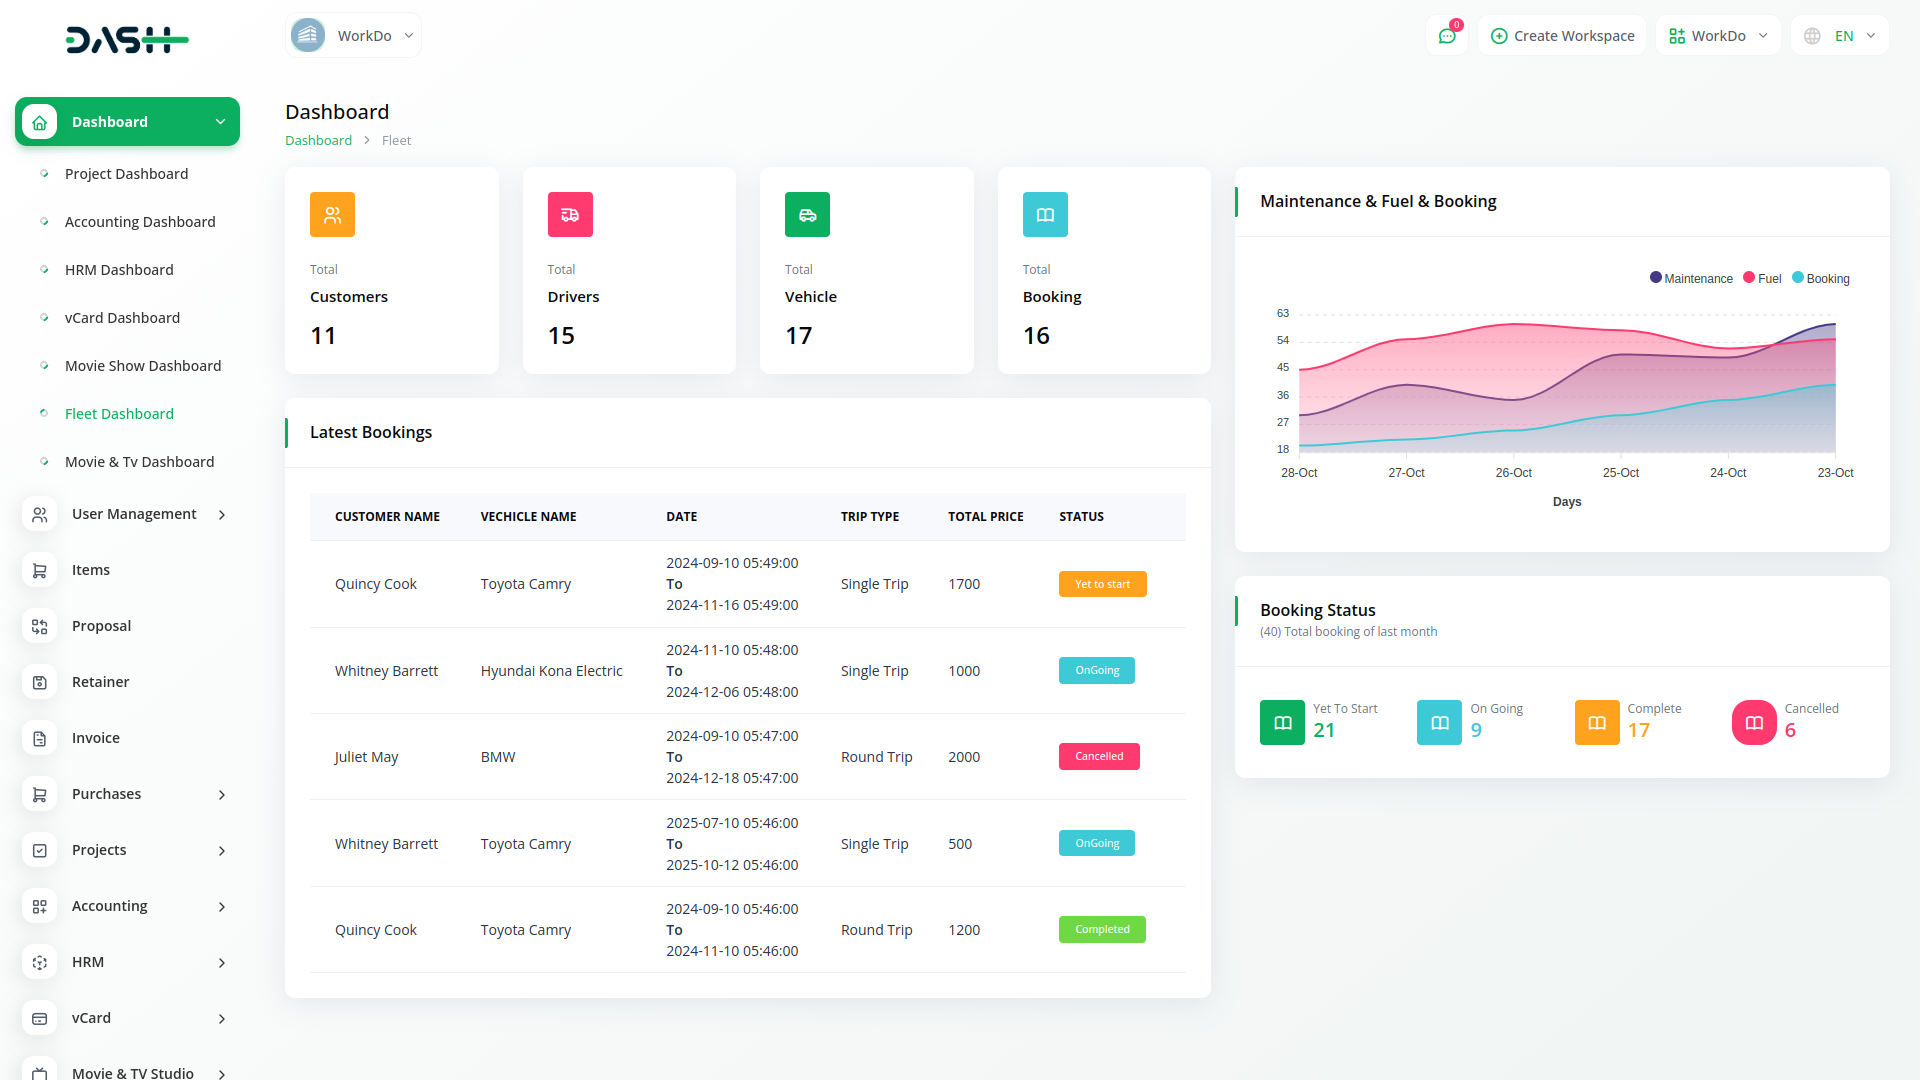 DASH
WorkDo
0
Create Workspace
WorkDo
EN
Dashboard
Project Dashboard
Accounting Dashboard
HRM Dashboard
vCard Dashboard
Movie Show Dashboard
Fleet Dashboard
Movie & Tv Dashboard
User Management
Items
Proposal
Retainer
Invoice
Purchases
Projects
Accounting
HRM
vCard
Movie & TV Studio
Dashboard
Dashboard > Fleet
Total
Customers
11
Total
Drivers
15
Total
Vehicle
17
Total
Booking
16
Latest Bookings
CUSTOMER NAME VECHICLE NAME DATE TRIP TYPE TOTAL PRICE STATUS
2024-09-10 05:49:00
Quincy Cook Toyota Camry To Single Trip 1700 Yet to start
2024-11-16 05:49:00
2024-11-10 05:48:00
Whitney Barrett Hyundai Kona Electric To Single Trip 1000 OnGoing
2024-12-06 05:48:00
2024-09-10 05:47:00
Juliet May BMW To Round Trip 2000 Cancelled
2024-12-18 05:47:00
2025-07-10 05:46:00
Whitney Barrett Toyota Camry To Single Trip 500 OnGoing
2025-10-12 05:46:00
2024-09-10 05:46:00
Quincy Cook Toyota Camry To Round Trip 1200 Completed
2024-11-10 05:46:00
Maintenance & Fuel & Booking
Maintenance Fuel Booking
63
54
45
36
27
18
28-Oct 27-Oct 26-Oct 25-Oct 24-Oct 23-Oct
Days
Booking Status
(40) Total booking of last month
Yet To Start
21
On Going
9
Complete
17
Cancelled
6